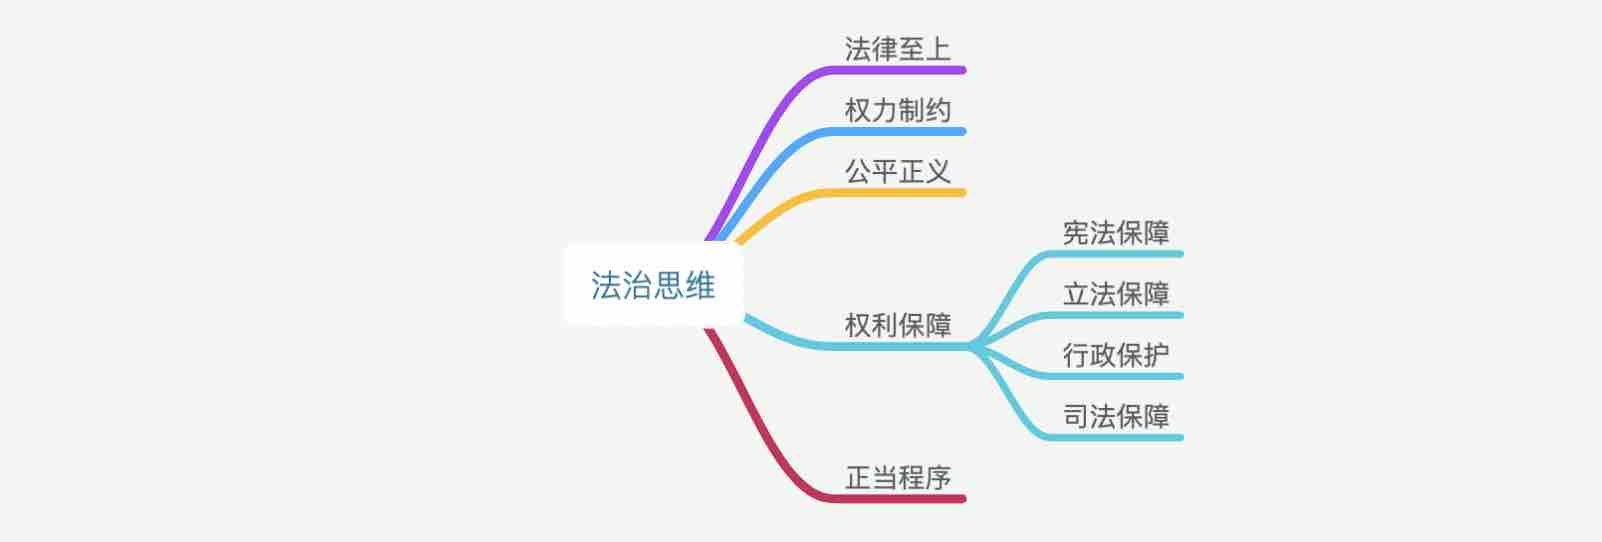 法治思维
法律至上
权力制约
公平正义
权利保障
宪法保障
立法保障
行政保护
司法保障
正当程序